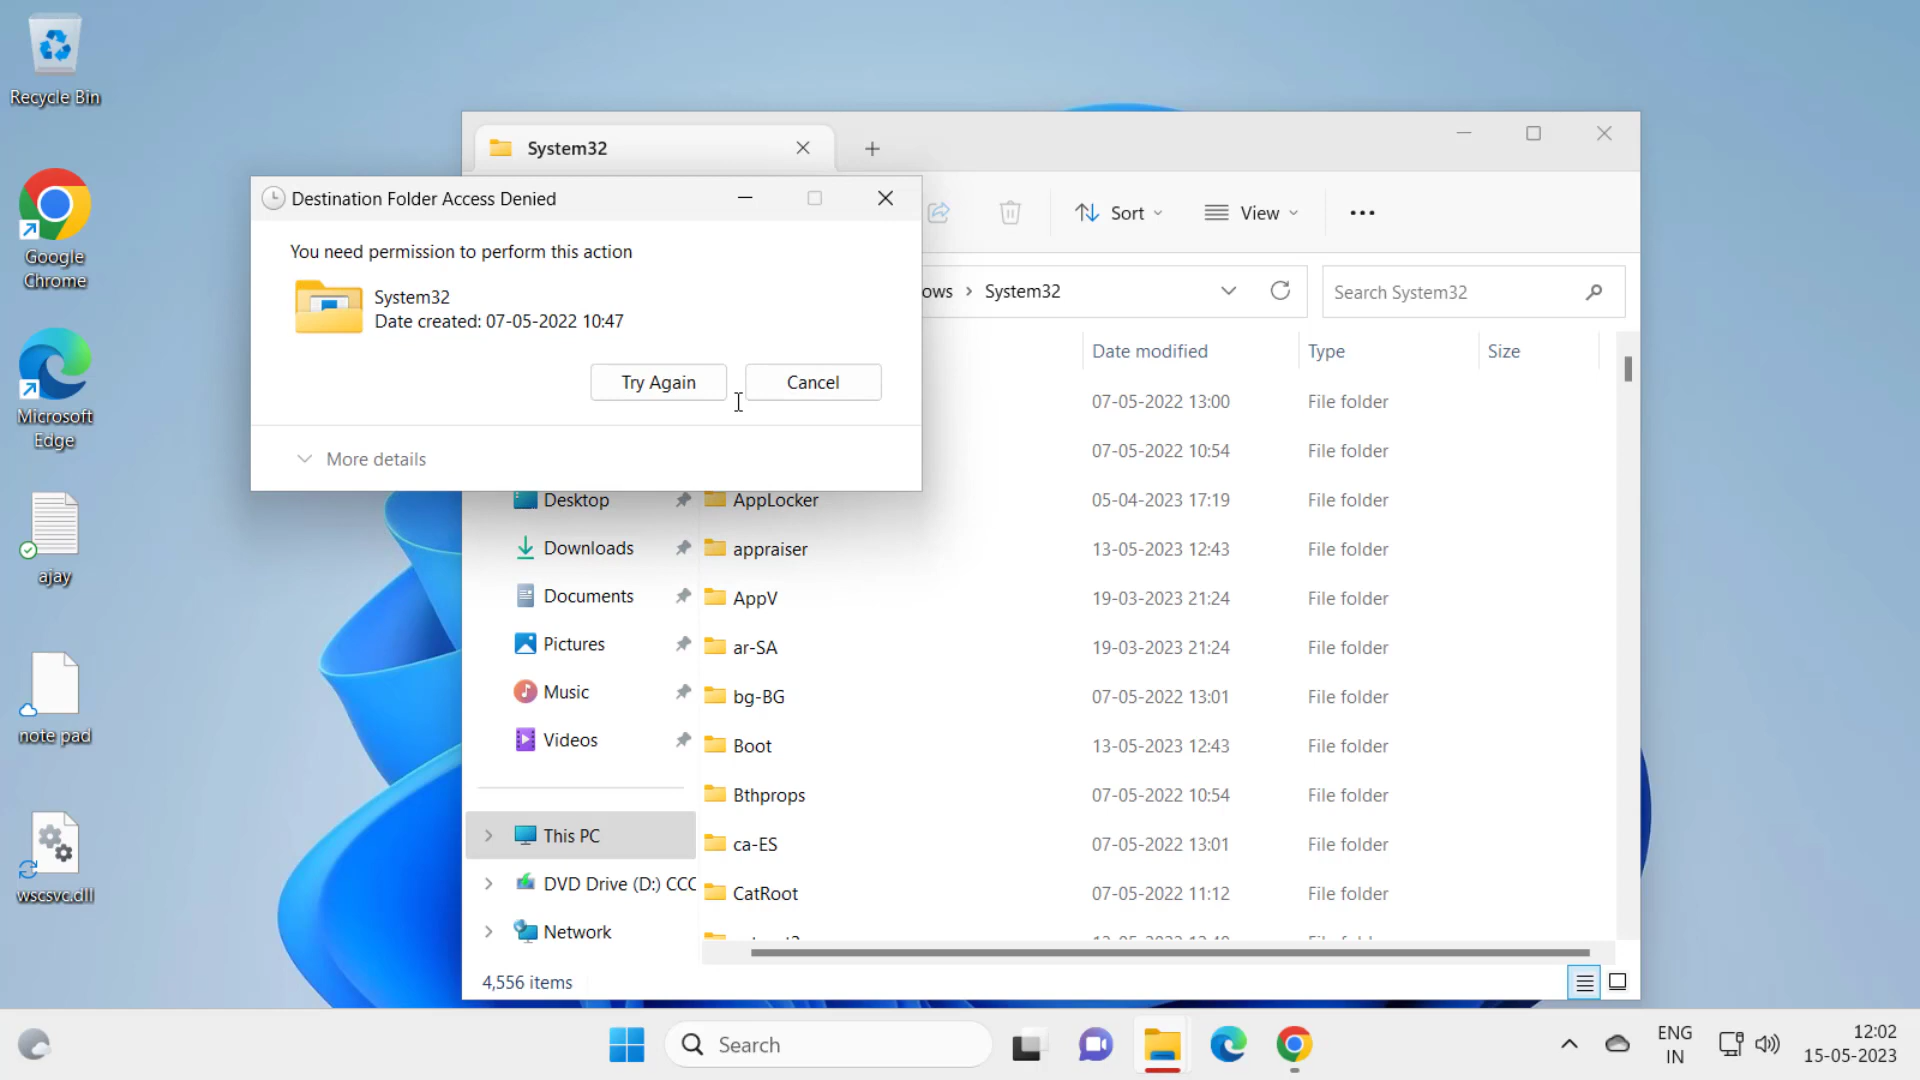 Recycle Bin
Google
Chrome
Microsoft
Edge
ajay
note pad
wscsvc.dll
System32
Destination Folder Access Denied
You need permission to perform this action
System32
Date created: 07-05-2022 10:47
Try Again
Cancel
More details
Sort
View
ows > System32
Search System32
Date modified
Type
Size
07-05-2022 13:00
File folder
07-05-2022 10:54
File folder
Desktop
AppLocker
05-04-2023 17:19
File folder
Downloads
appraiser
13-05-2023 12:43
File folder
Documents
AppV
19-03-2023 21:24
File folder
Pictures
ar-SA
19-03-2023 21:24
File folder
Music
bg-BG
07-05-2022 13:01
File folder
Videos
Boot
13-05-2023 12:43
File folder
Bthprops
07-05-2022 10:54
File folder
This PC
ca-ES
07-05-2022 13:01
File folder
DVD Drive (D:) CCC
CatRoot
07-05-2022 11:12
File folder
Network
4,556 items
Search
ENG
IN
12:02
15-05-2023